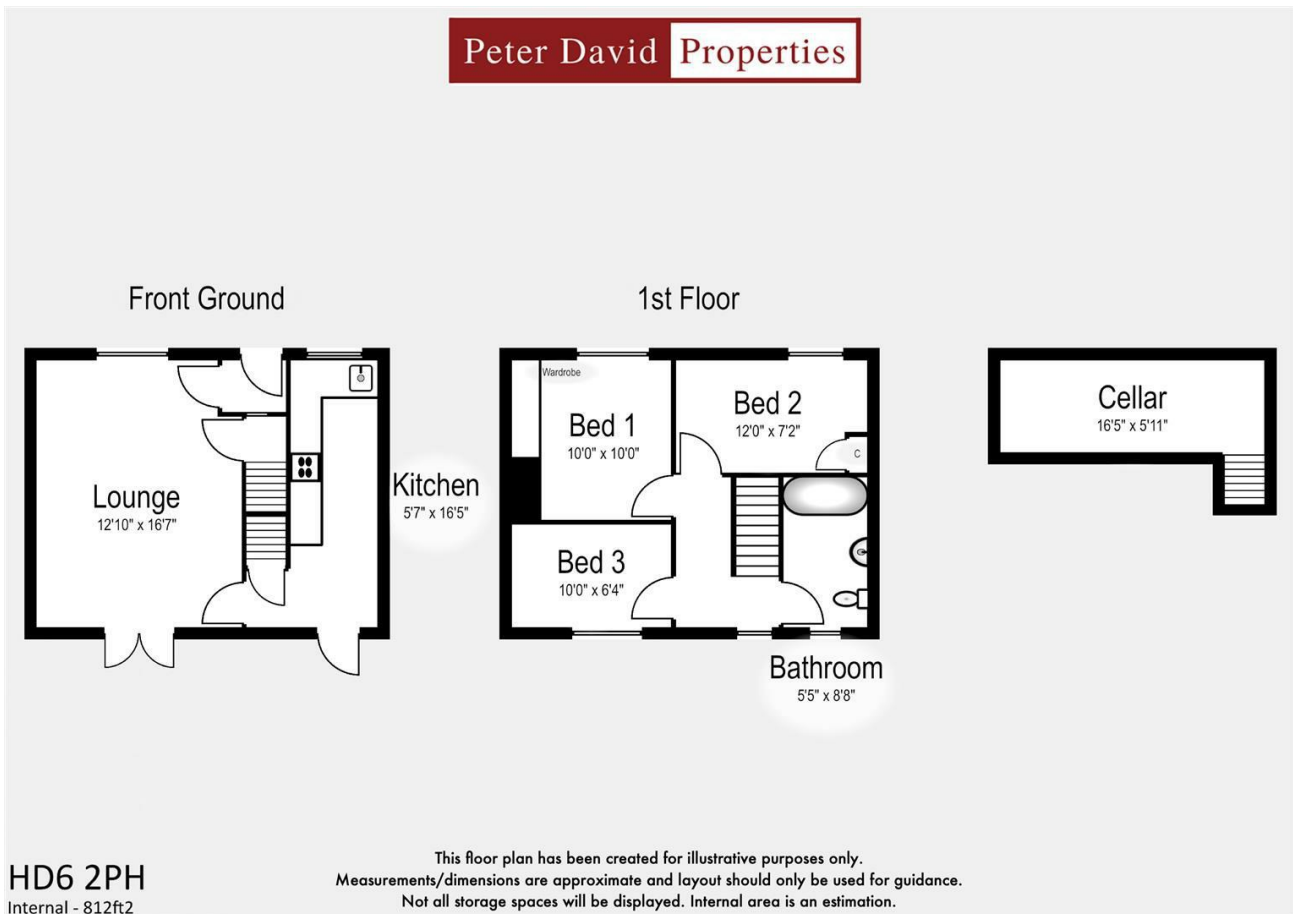 Peter David Properties
Front Ground
1st Floor
Lounge
12'10" x 16'7"
Kitchen
5'7" x 16'5"
Wardrobe
Bed 1
10'0" x 10'0"
Bed 2
12'0" x 7'2"
C
Bed 3
10'0" x 6'4"
Bathroom
5'5" x 8'8"
Cellar
16'5" x 5'11"
HD6 2PH
Internal - 812ft2
This floor plan has been created for illustrative purposes only.
Measurements/dimensions are approximate and layout should only be used for guidance.
Not all storage spaces will be displayed. Internal area is an estimation.